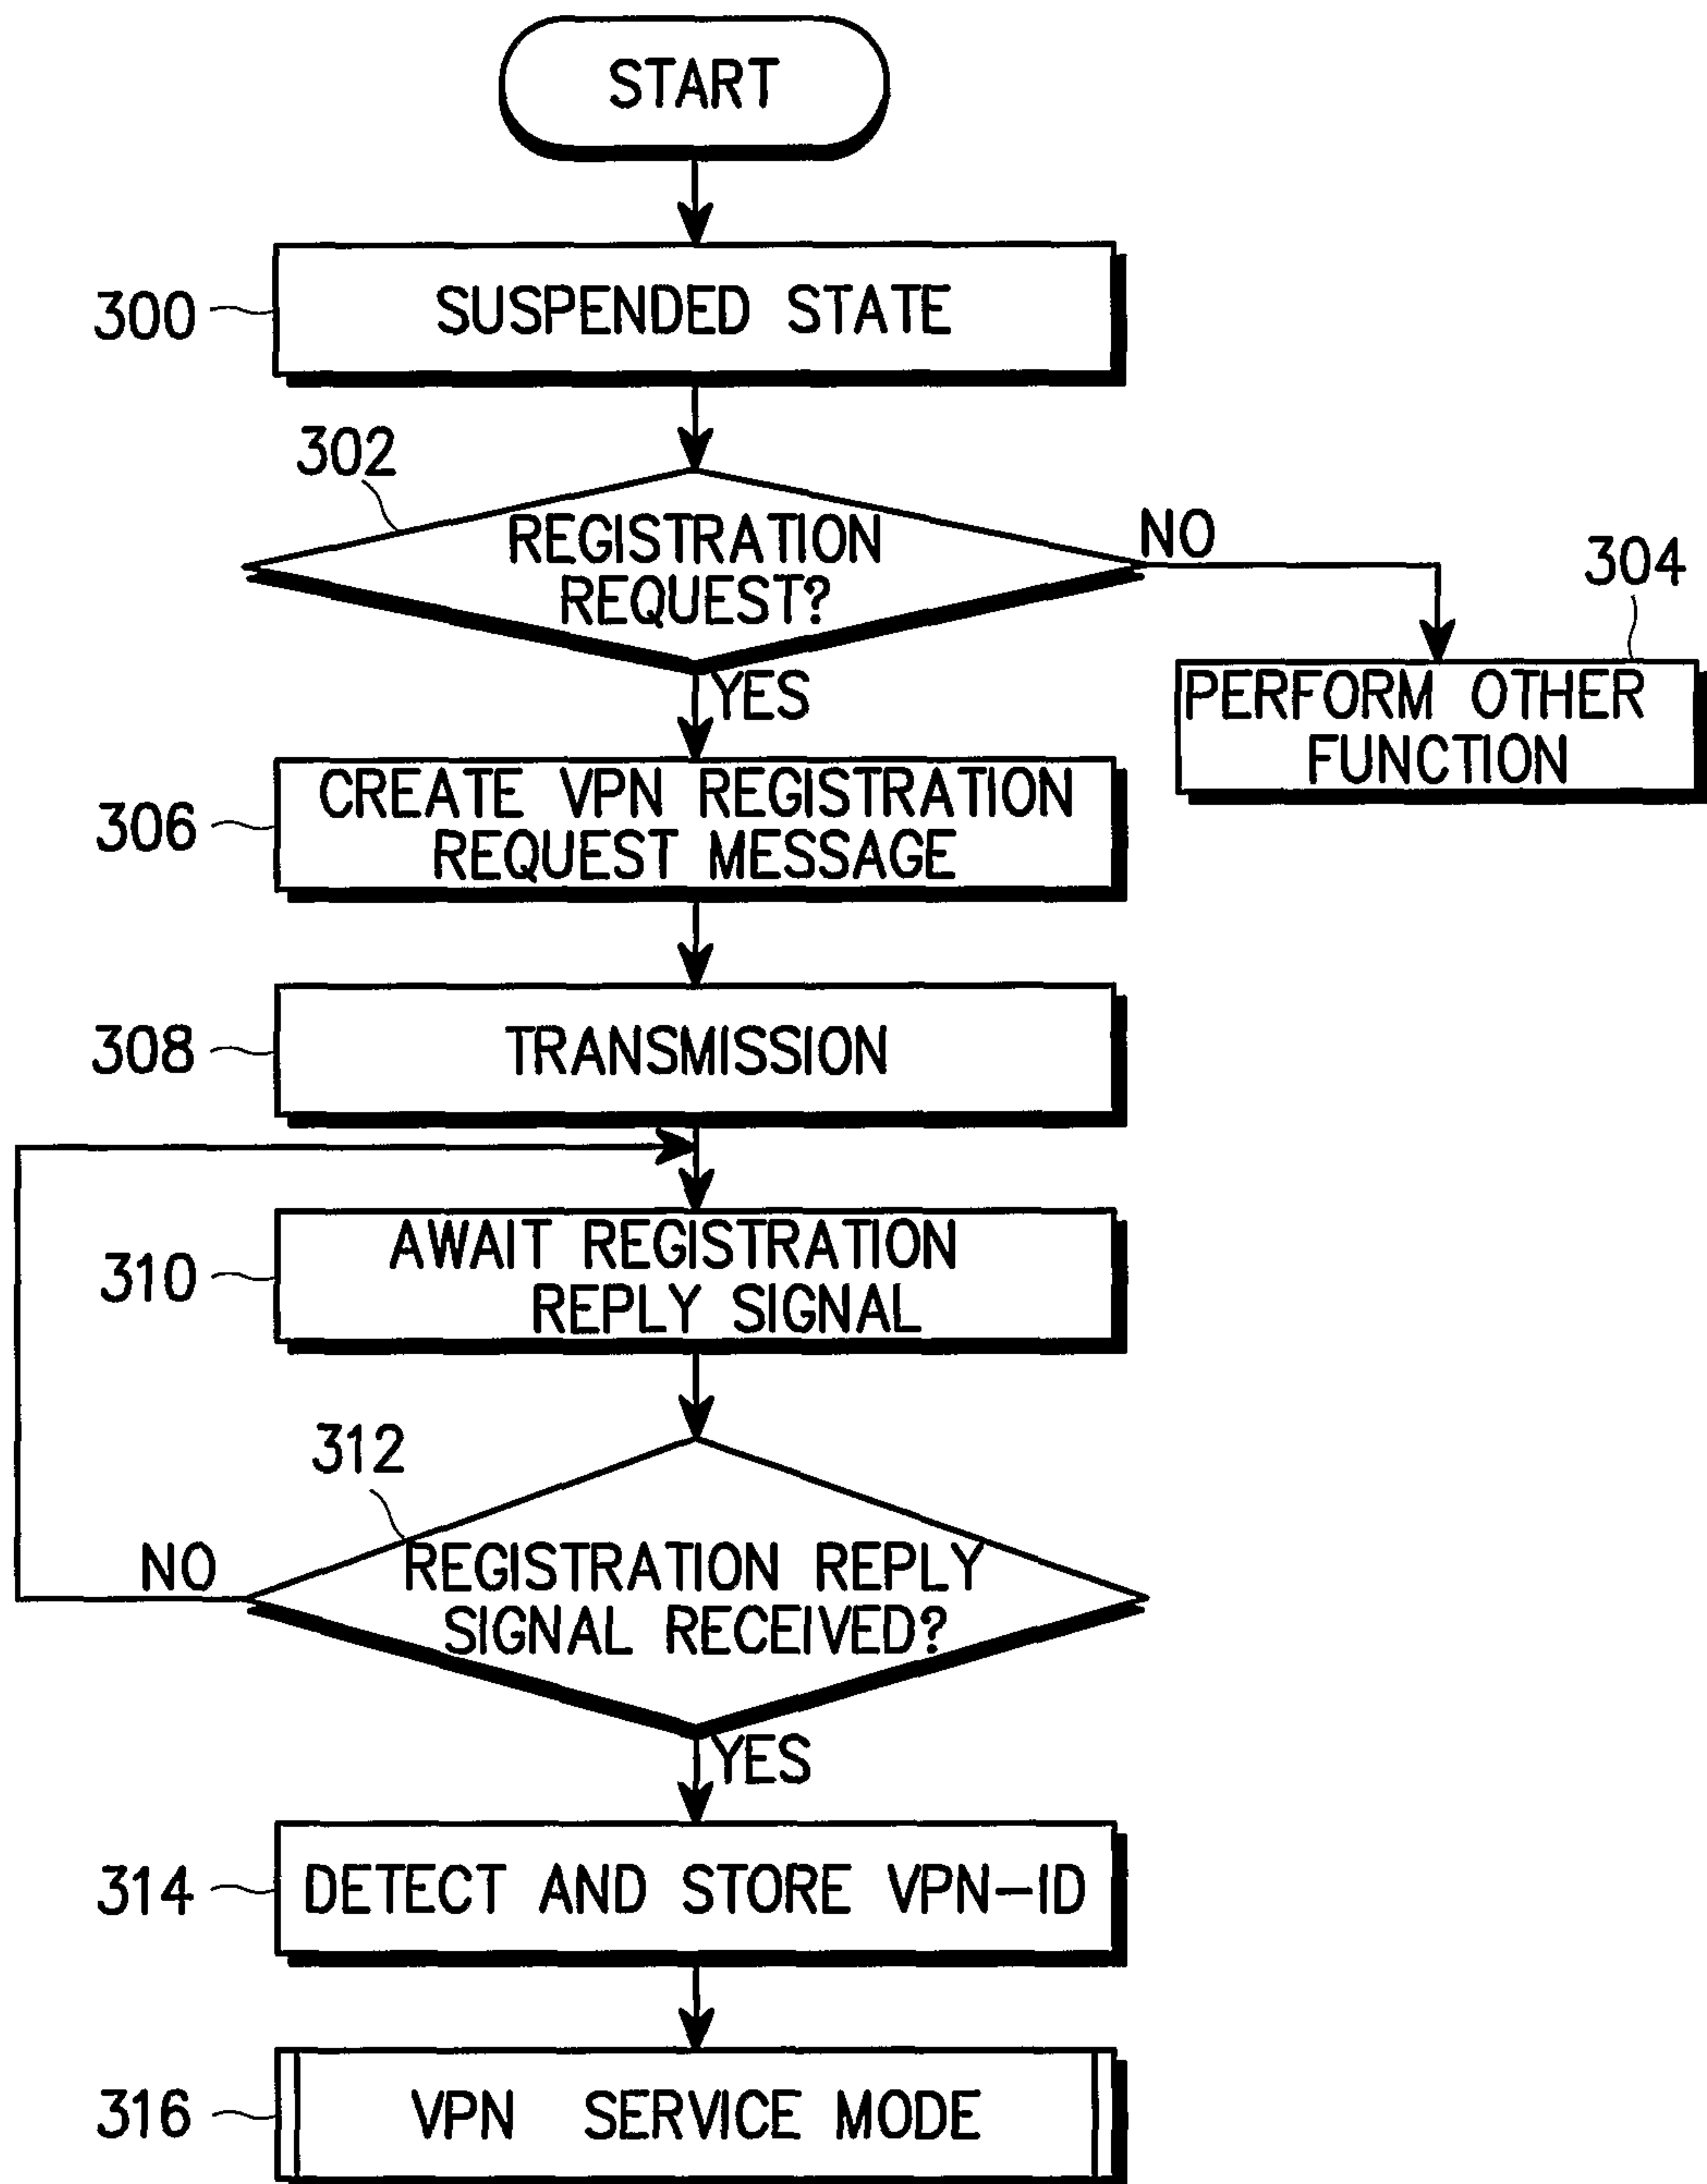 START
300
SUSPENDED STATE
302
REGISTRATION
REQUEST?
NO
304
PERFORM OTHER
FUNCTION
YES
306
CREATE VPN REGISTRATION
REQUEST MESSAGE
308
TRANSMISSION
310
AWAIT REGISTRATION
REPLY SIGNAL
312
NO
REGISTRATION REPLY
SIGNAL RECEIVED?
YES
314
DETECT AND STORE VPN-ID
316
VPN SERVICE MODE